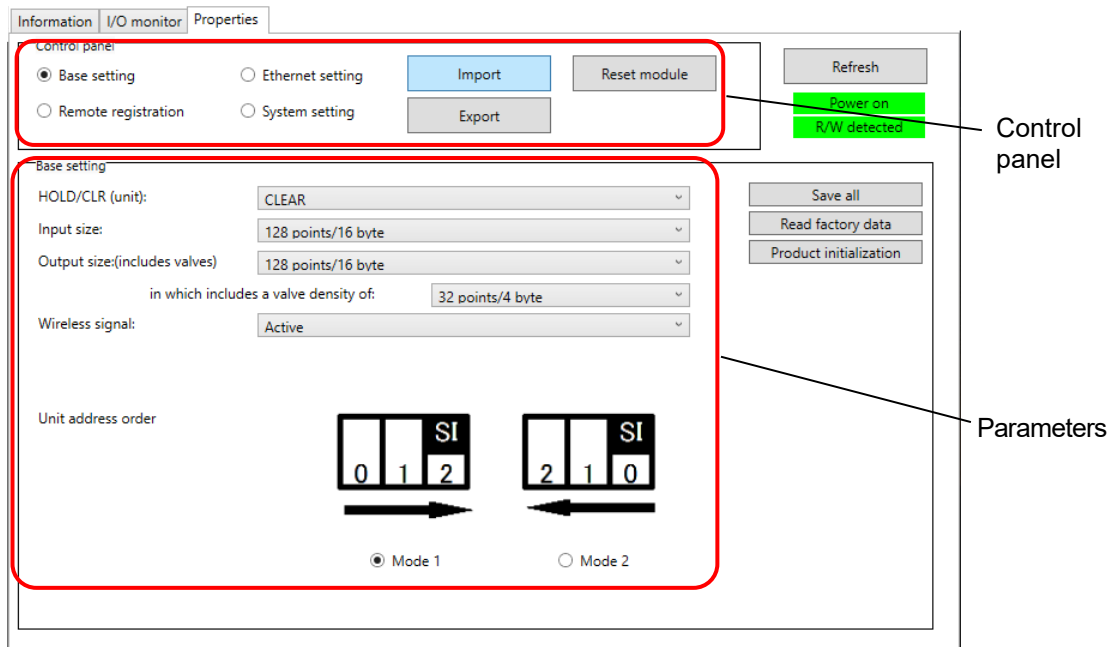 Information I/O monitor Properties
Control panel
Base setting Ethernet setting Import Reset module Refresh
Remote registration System setting Export Power on
R/W detected
Control
panel
Base setting
HOLD/CLR (unit): CLEAR Save all
Input size: 128 points/16 byte Read factory data
Output size:(includes valves) 128 points/16 byte Product initialization
in which includes a valve density of: 32 points/4 byte
Wireless signal: Active
Unit address order
SI SI
0 1 2 2 1 0
Parameters
Mode 1 Mode 2